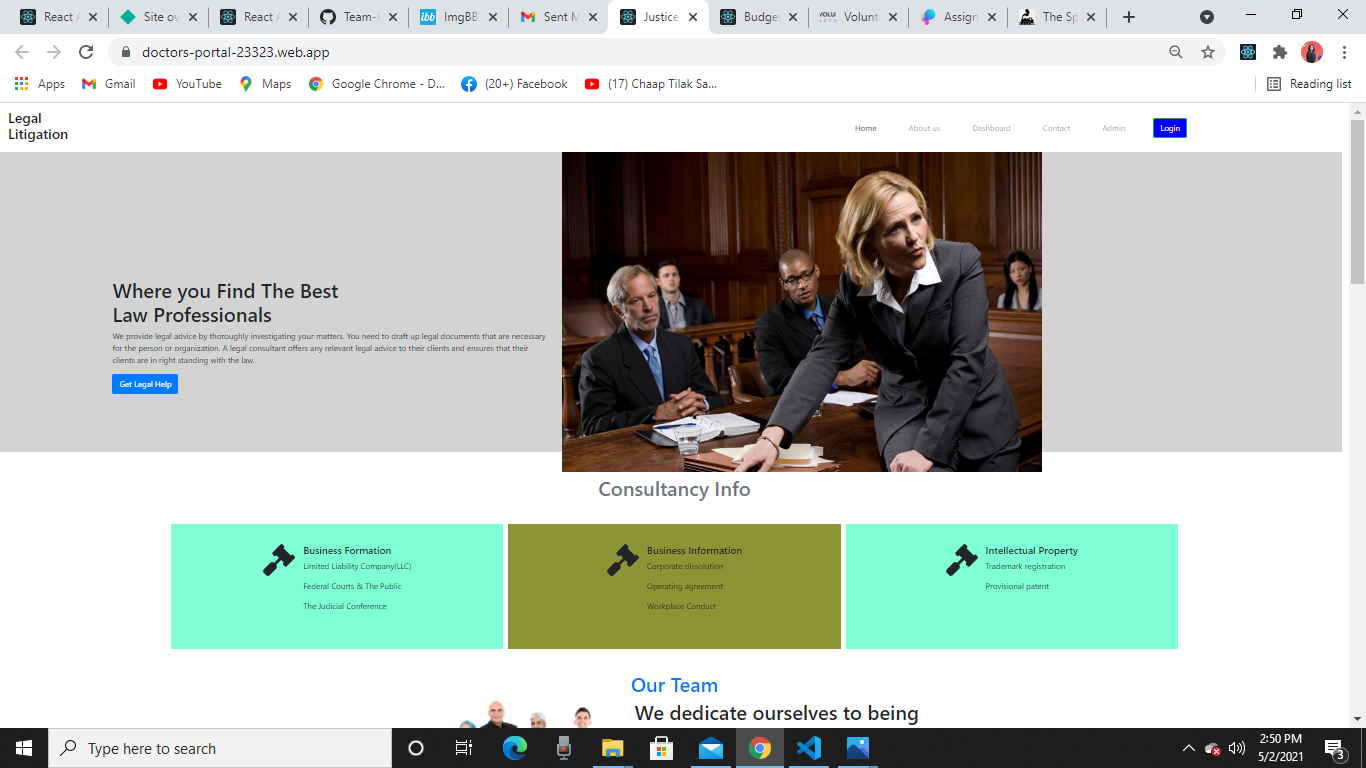 React A
Site ov
React A
Team-E
ImgBB
Sent M
Justice
Budget
Volunt
Assign
The Sp
doctors-portal-23323.web.app
Apps
Gmail
YouTube
Maps
Google Chrome - D...
(20+) Facebook
(17) Chaap Tilak Sa...
Reading list
Legal
Litigation
Home
About us
Dashboard
Contact
Admin
Login
Where you Find The Best
Law Professionals
We provide legal advice by thoroughly investigating your matters. You need to draft up legal documents that are necessary
for the person or organization. A legal consultant offers any relevant legal advice to their clients and ensures that their
clients are in right standing with the law.
Get Legal Help
Consultancy Info
Business Formation
Limited Liability Company(LLC)
Federal Courts & The Public
The Judicial Conference
Business Information
Corporate dissolution
Operating agreement
Workplace Conduct
Intellectual Property
Trademark registration
Provisional patent
Our Team
We dedicate ourselves to being
Type here to search
2:50 PM
5/2/2021
3